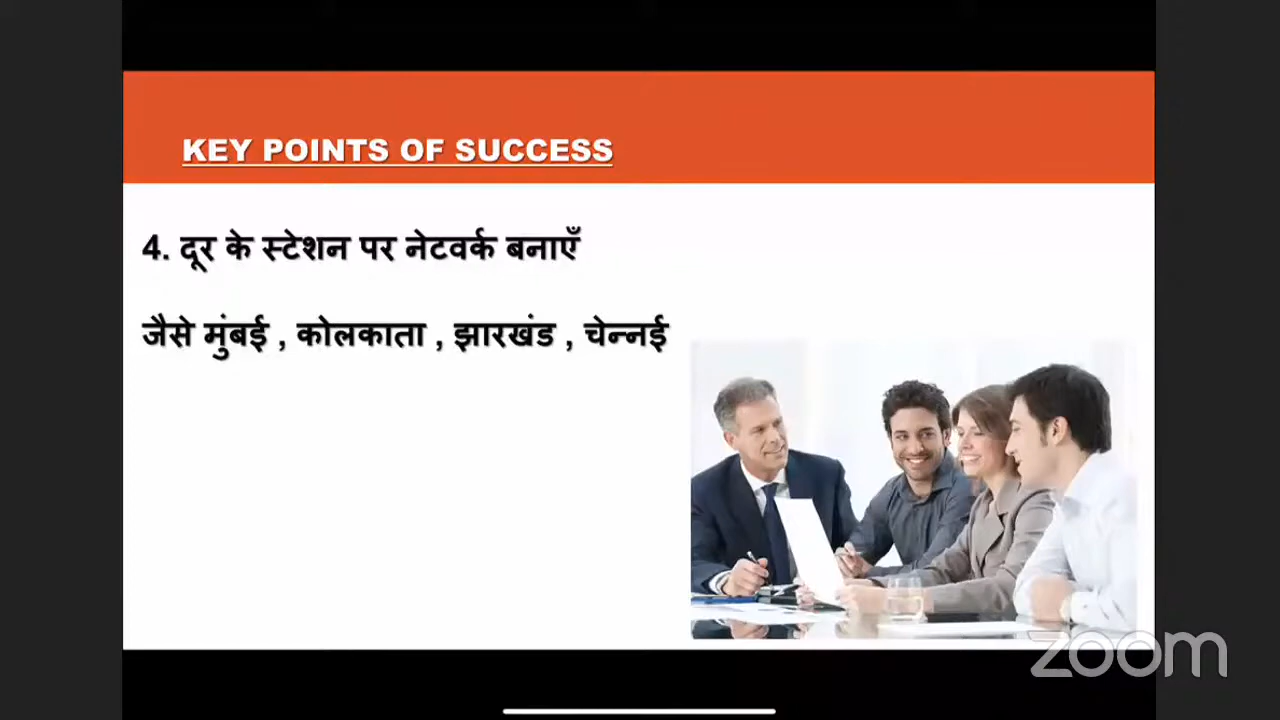 KEY POINTS OF SUCCESS
4. दूर के स्टेशन पर नेटवर्क बनाएँ
जैसे मुंबई , कोलकाता , झारखंड , चेन्नई
zoom